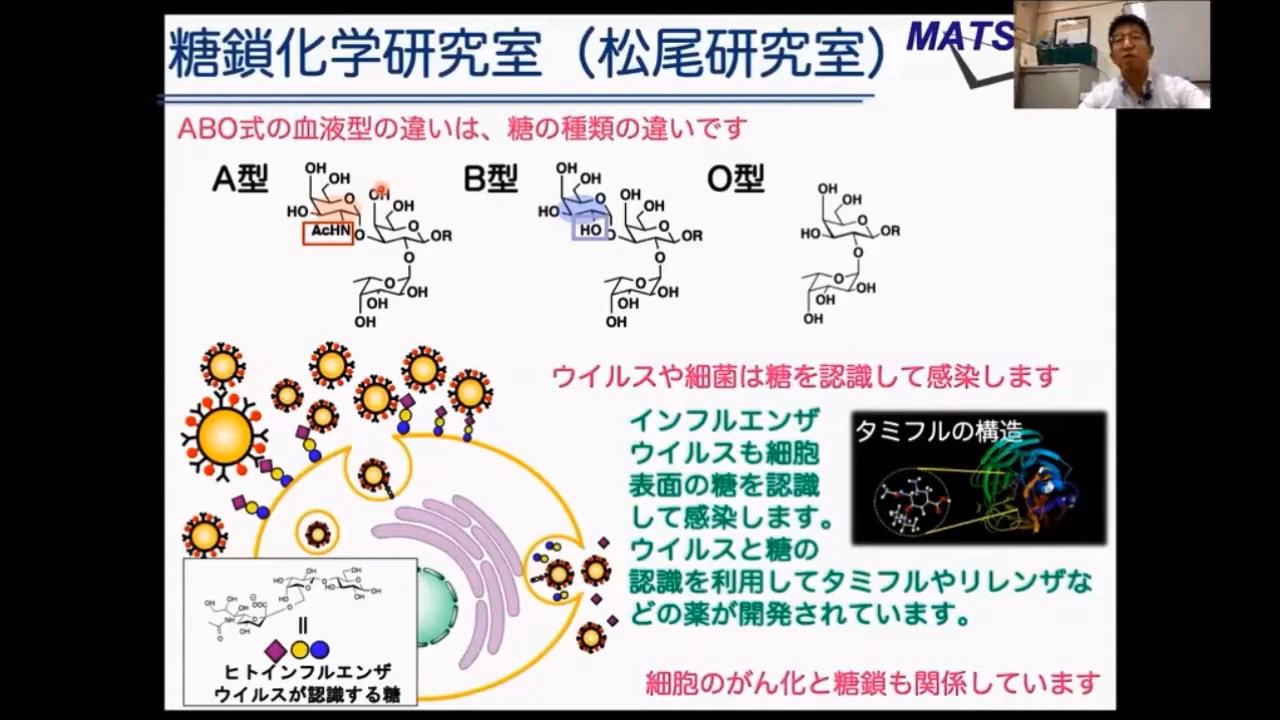 糖鎖化学研究室（松尾研究室）
MATS
ABO式の血液型の違いは、糖の種類の違いです
A型
B型
O型
OH
OH
O
HO
AcHN
O
OH
OH
O
OR
O
O
OH
OH
OH
OH
OH
O
HO
HO
O
OH
OH
O
OR
O
O
OH
OH
OH
OH
OH
O
HO
OR
O
O
OH
OH
OH
ウイルスや細菌は糖を認識して感染します
インフルエンザ
ウイルスも細胞
表面の糖を認識
して感染します。
ウイルスと糖の
認識を利用してタミフルやリレンザな
どの薬が開発されています。
タミフルの構造
ヒトインフルエンザ
ウイルスが認識する糖
細胞のがん化と糖鎖も関係しています